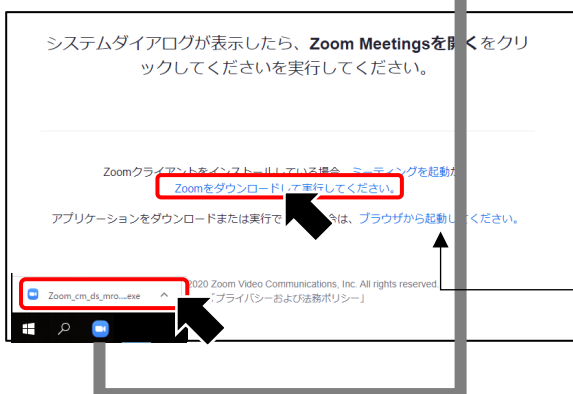 システムダイアログが表示したら、Zoom Meetingsを開くをクリ
ックしてくださいを実行してください。
Zoomクライアントをインストールしている場合、ミーティングを起動か
Zoomをダウンロードして実行してください。
アプリケーションをダウンロードまたは実行で 合は、ブラウザから起動してください。
2020 Zoom Video Communications, Inc. All rights reserved.
「プライバシーおよび法務ポリシー」
Zoom_cm_ds_mro....exe